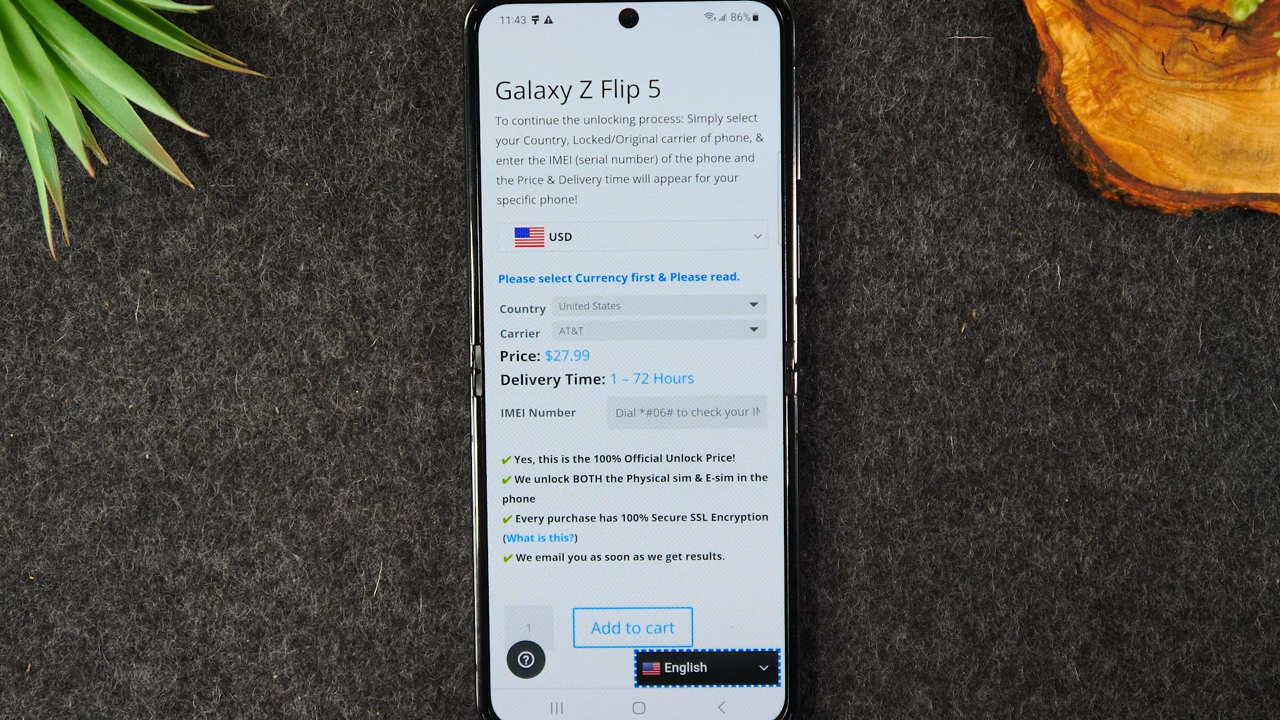 11:43 86%
Galaxy Z Flip 5
To continue the unlocking process: Simply select
your Country, Locked/Original carrier of phone, &
enter the IMEI (serial number) of the phone and
the Price & Delivery time will appear for your
specific phone!
USD
Please select Currency first & Please read.
Country United States
Carrier AT&T
Price: $27.99
Delivery Time: 1 – 72 Hours
IMEI Number Dial *#06# to check your IM
✔ Yes, this is the 100% Official Unlock Price!
✔ We unlock BOTH the Physical sim & E-sim in the
phone
✔ Every purchase has 100% Secure SSL Encryption
(What is this?)
✔ We email you as soon as we get results.
1 Add to cart
English